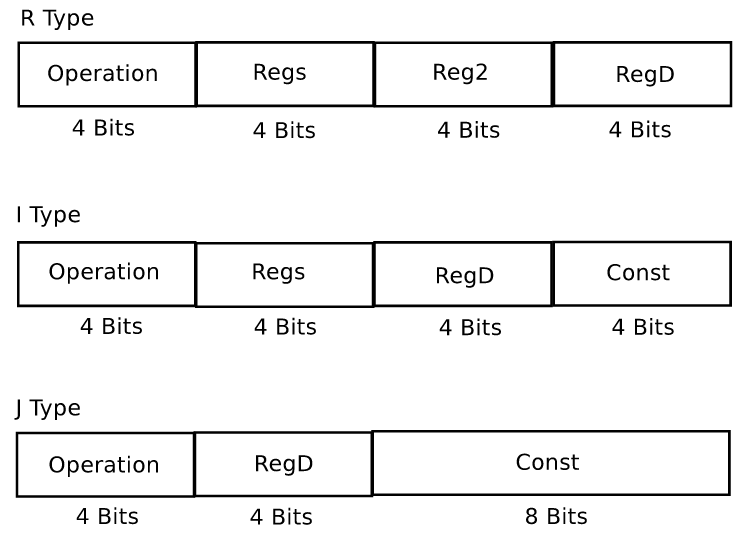 R Type
Operation Regs Reg2 RegD
4 Bits 4 Bits 4 Bits 4 Bits
I Type
Operation Regs RegD Const
4 Bits 4 Bits 4 Bits 4 Bits
J Type
Operation RegD Const
4 Bits 4 Bits 8 Bits